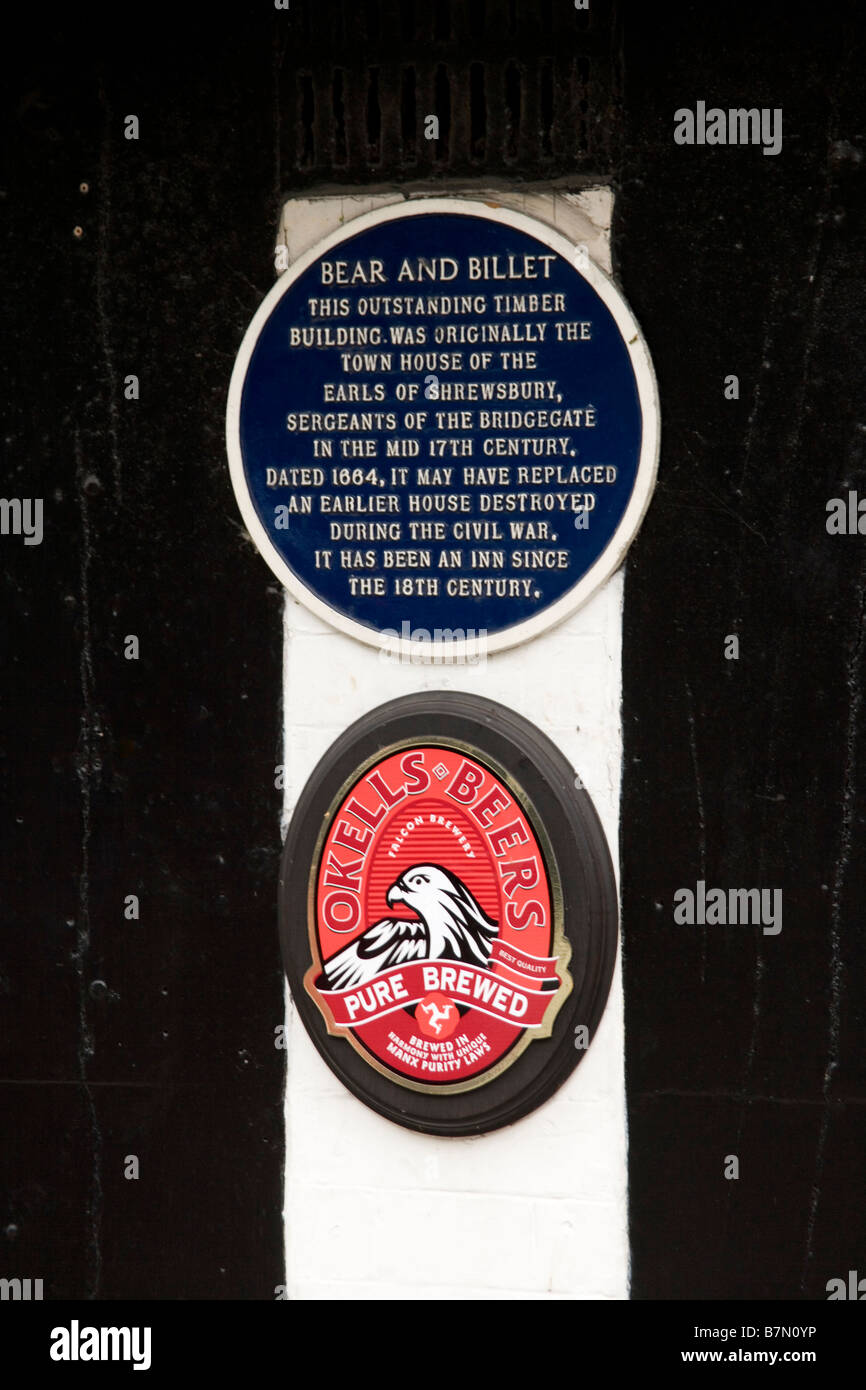 BEAR AND BILLET
THIS OUTSTANDING TIMBER
BUILDING WAS ORIGINALLY THE
TOWN HOUSE OF THE
EARLS OF SHREWSBURY,
SERGEANTS OF THE BRIDGEGATE
IN THE MID 17TH CENTURY.
DATED 1664, IT MAY HAVE REPLACED
AN EARLIER HOUSE DESTROYED
DURING THE CIVIL WAR.
IT HAS BEEN AN INN SINCE
THE 18TH CENTURY.
OKELLS BEERS
FALCON BREWERY
BEST QUALITY
PURE BREWED
BREWED IN
HARMONY WITH UNIQUE
MANX PURITY LAWS
alamy
alamy
a
a
a
a
alamy
Image ID: B7N0YP
www.alamy.com